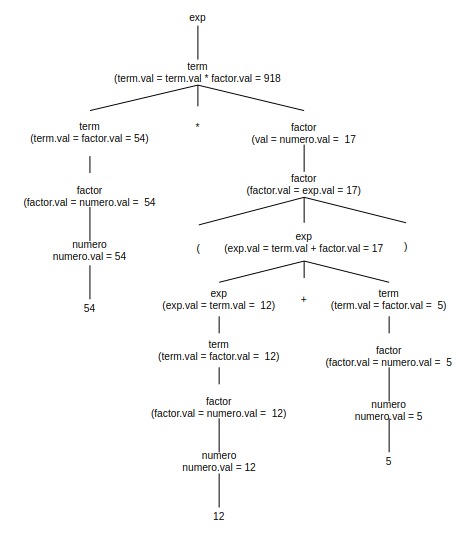 exp
term
(term.val = term.val * factor.val = 918
term * factor
(term.val = factor.val = 54) (val = numero.val =  17
factor
(factor.val = exp.val = 17)
factor
(factor.val = numero.val =  54
exp
( (exp.val = term.val + factor.val = 17 )
numero
numero.val = 54
exp + term
(exp.val = term.val =  12) (term.val = factor.val =  5)
54
term
(term.val = factor.val =  12)
factor
(factor.val = numero.val =  5
factor
(factor.val = numero.val =  12)
numero
numero.val = 5
numero
numero.val = 12
5
12